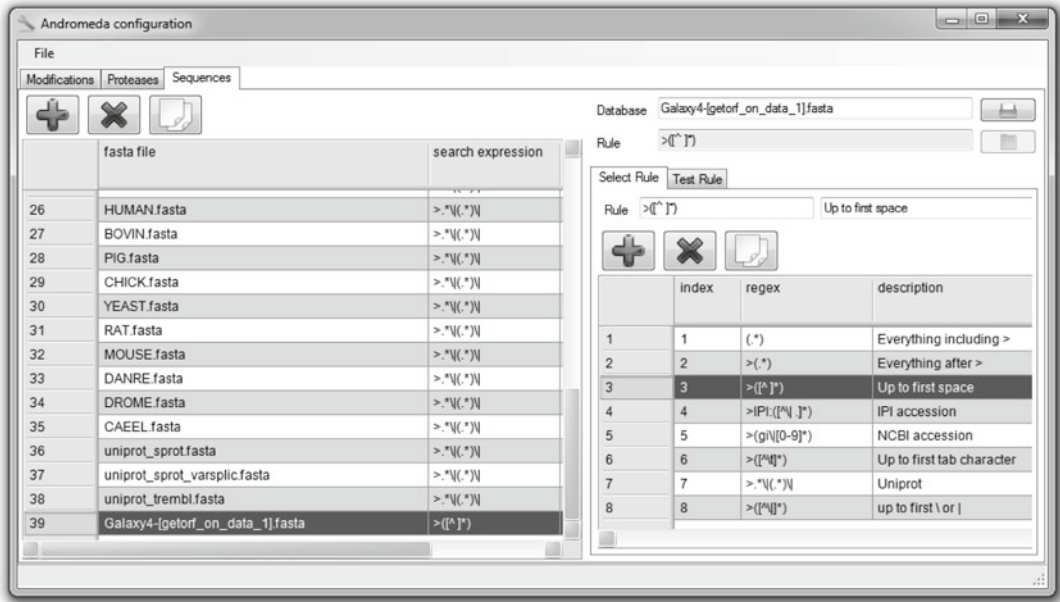 Andromeda configuration
File
Modifications Proteases Sequences
fasta file search expression
26 HUMAN.fasta >.*\|(.*)\|
27 BOVIN.fasta >.*\|(.*)\|
28 PIG.fasta >.*\|(.*)\|
29 CHICK.fasta >.*\|(.*)\|
30 YEAST.fasta >.*\|(.*)\|
31 RAT.fasta >.*\|(.*)\|
32 MOUSE.fasta >.*\|(.*)\|
33 DANRE.fasta >.*\|(.*)\|
34 DROME.fasta >.*\|(.*)\|
35 CAEEL.fasta >.*\|(.*)\|
36 uniprot_sprot.fasta >.*\|(.*)\|
37 uniprot_sprot_varsplic.fasta >.*\|(.*)\|
38 uniprot_trembl.fasta >.*\|(.*)\|
39 Galaxy4-[getorf_on_data_1].fasta >([^ ]*)
Database Galaxy4-[getorf_on_data_1].fasta
Rule >([^ ]*)
Select Rule Test Rule
Rule >([^ ]*) Up to first space
index regex description
1 1 (.*) Everything including >
2 2 >(.*) Everything after >
3 3 >([^ ]*) Up to first space
4 4 >IPI:([^\| .]*) IPI accession
5 5 >(gi\|[0-9]*) NCBI accession
6 6 >([^\t]*) Up to first tab character
7 7 >.*\|(.*)\| Uniprot
8 8 >([^\|]*) up to first \ or |